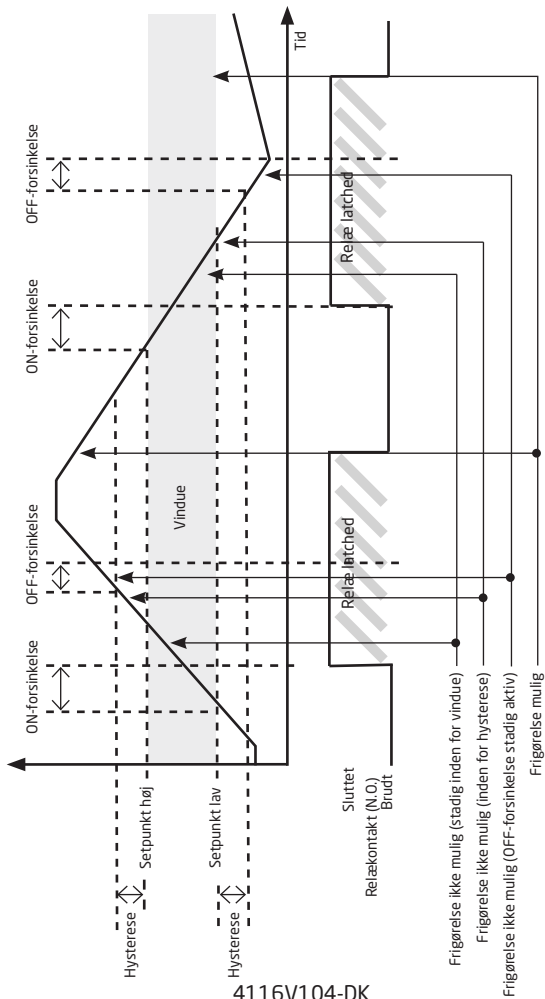 ON-forsinkelse
OFF-forsinkelse
ON-forsinkelse
OFF-forsinkelse
Hysterese
Setpunkt høj
Vindue
Setpunkt lav
Hysterese
Tid
Sluttet
Relækontakt (N.O.)
Brudt
Relæ latched
Relæ latched
Frigørelse ikke mulig (stadig inden for vindue)
Frigørelse ikke mulig (inden for hysterese)
Frigørelse ikke mulig (OFF-forsinkelse stadig aktiv)
Frigørelse mulig
4116V104-DK